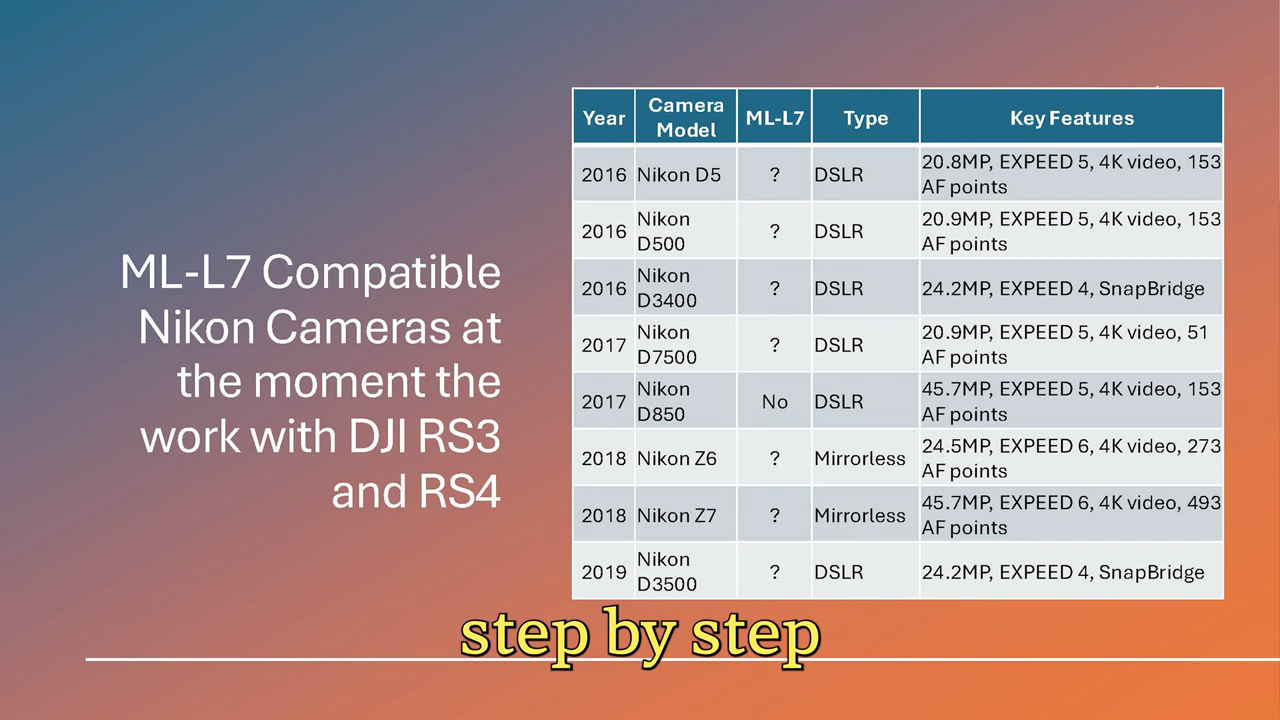 ML-L7 Compatible
Nikon Cameras at
the moment the
work with DJI RS3
and RS4
Year Camera Model ML-L7 Type Key Features
2016 Nikon D5 ? DSLR 20.8MP, EXPEED 5, 4K video, 153 AF points
2016 Nikon D500 ? DSLR 20.9MP, EXPEED 5, 4K video, 153 AF points
2016 Nikon D3400 ? DSLR 24.2MP, EXPEED 4, SnapBridge
2017 Nikon D7500 ? DSLR 20.9MP, EXPEED 5, 4K video, 51 AF points
2017 Nikon D850 No DSLR 45.7MP, EXPEED 5, 4K video, 153 AF points
2018 Nikon Z6 ? Mirrorless 24.5MP, EXPEED 6, 4K video, 273 AF points
2018 Nikon Z7 ? Mirrorless 45.7MP, EXPEED 6, 4K video, 493 AF points
2019 Nikon D3500 ? DSLR 24.2MP, EXPEED 4, SnapBridge
step by step